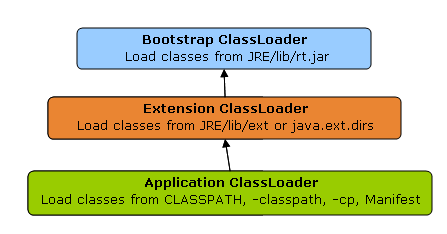 Bootstrap ClassLoader
Load classes from JRE/lib/rt.jar
Extension ClassLoader
Load classes from JRE/lib/ext or java.ext.dirs
Application ClassLoader
Load classes from CLASSPATH, -classpath, -cp, Manifest